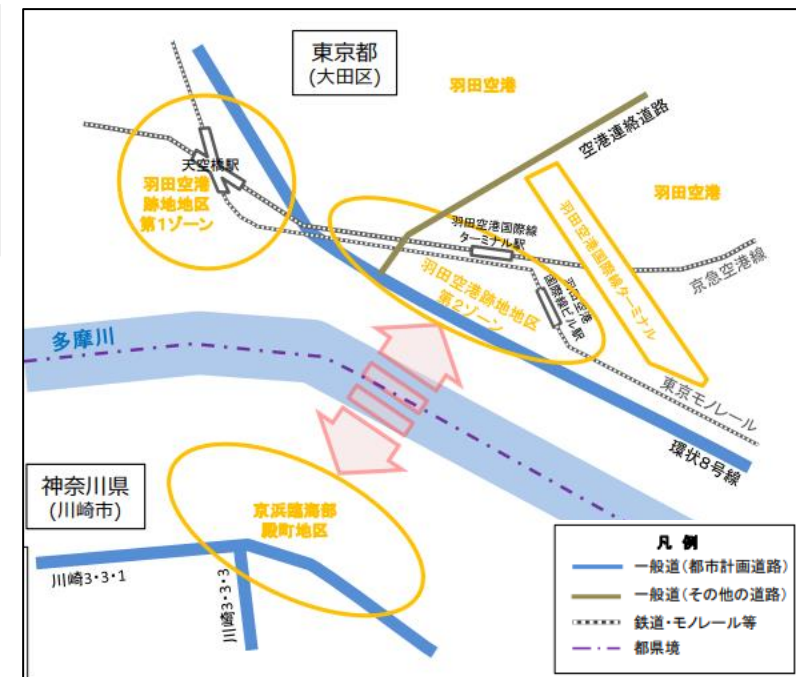 東京都
(大田区)
羽田空港
空港連絡道路
天空橋駅
羽田空港
跡地地区
第1ゾーン
羽田空港
羽田空港国際線
ターミナル駅
羽田空港国際線ターミナル
京急空港線
羽田空港跡地地区
第2ゾーン
羽田空港
国際線ビル駅
多摩川
東京モノレール
環状8号線
神奈川県
(川崎市)
京浜臨海部
殿町地区
川崎3・3・1
川崎3・3・3
凡 例
一般道(都市計画道路)
一般道(その他の道路)
鉄道・モノレール等
都県境